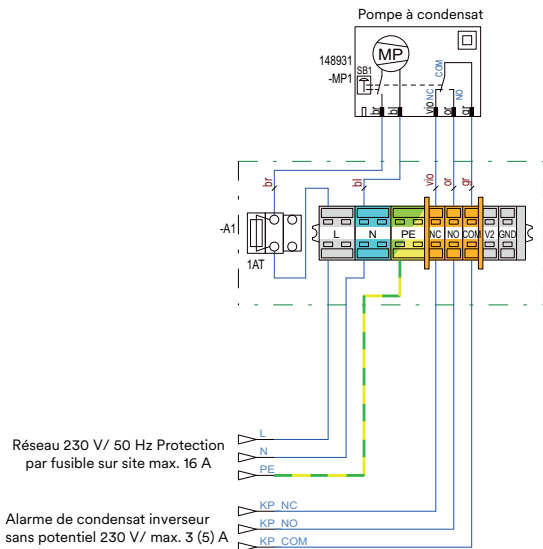 Pompe à condensat
148931
-MP1
SB1
MP
COM
NC
NO
br
bl
vio
or
gr
br
bl
vio
or
gr
-A1
1AT
L
N
PE
NC
NO
COM
V2
GND
L
Réseau 230 V/ 50 Hz Protection
par fusible sur site max. 16 A
N
PE
KP_NC
Alarme de condensat inverseur
sans potentiel 230 V/ max. 3 (5) A
KP_NO
KP_COM